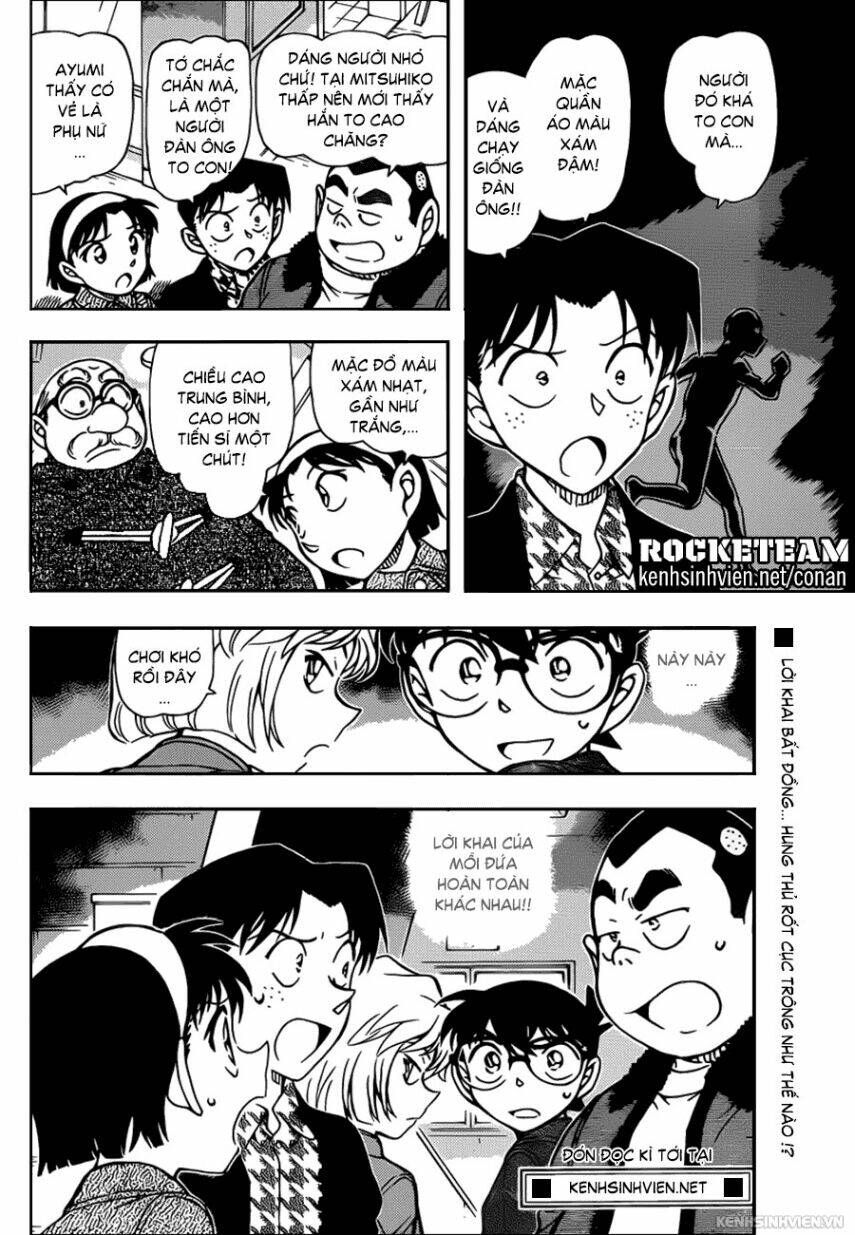 NGƯỜI
ĐÓ KHÁ
TO CON
MÀ...
MẶC
QUẦN
ÁO MÀU
XÁM
ĐẬM!
VÀ
DÁNG
CHẠY
GIỐNG
ĐÀN
ÔNG!!
DÁNG NGƯỜI NHỎ
CHỨ! TẠI MITSUHIKO
THẤP NÊN MỚI THẤY
HẮN TO CAO
CHĂNG?
TỚ CHẮC
CHẮN MÀ,
LÀ MỘT
NGƯỜI
ĐÀN ÔNG
TO CON!
AYUMI
THẤY CÓ
VẺ LÀ
PHỤ NỮ
...
MẶC ĐỒ MÀU
XÁM NHẠT,
GẦN NHƯ
TRẮNG,...
CHIỀU CAO
TRUNG BÌNH,
CAO HƠN
TIẾN SĨ MỘT
CHÚT!
ROCKETEAM
kenhsinhvien.net/conan
NÀY NÀY
...
CHƠI KHÓ
RỒI ĐÂY
...
LỜI KHAI CỦA
MỖI ĐỨA
HOÀN TOÀN
KHÁC NHAU!!
LỜI KHAI BẤT ĐỒNG... HUNG THỦ RỐT CỤC TRÔNG NHƯ THẾ NÀO !?
ĐÓN ĐỌC KÌ TỚI TẠI
KENHSINHVIEN.NET
KENHSINHVIEN.VN